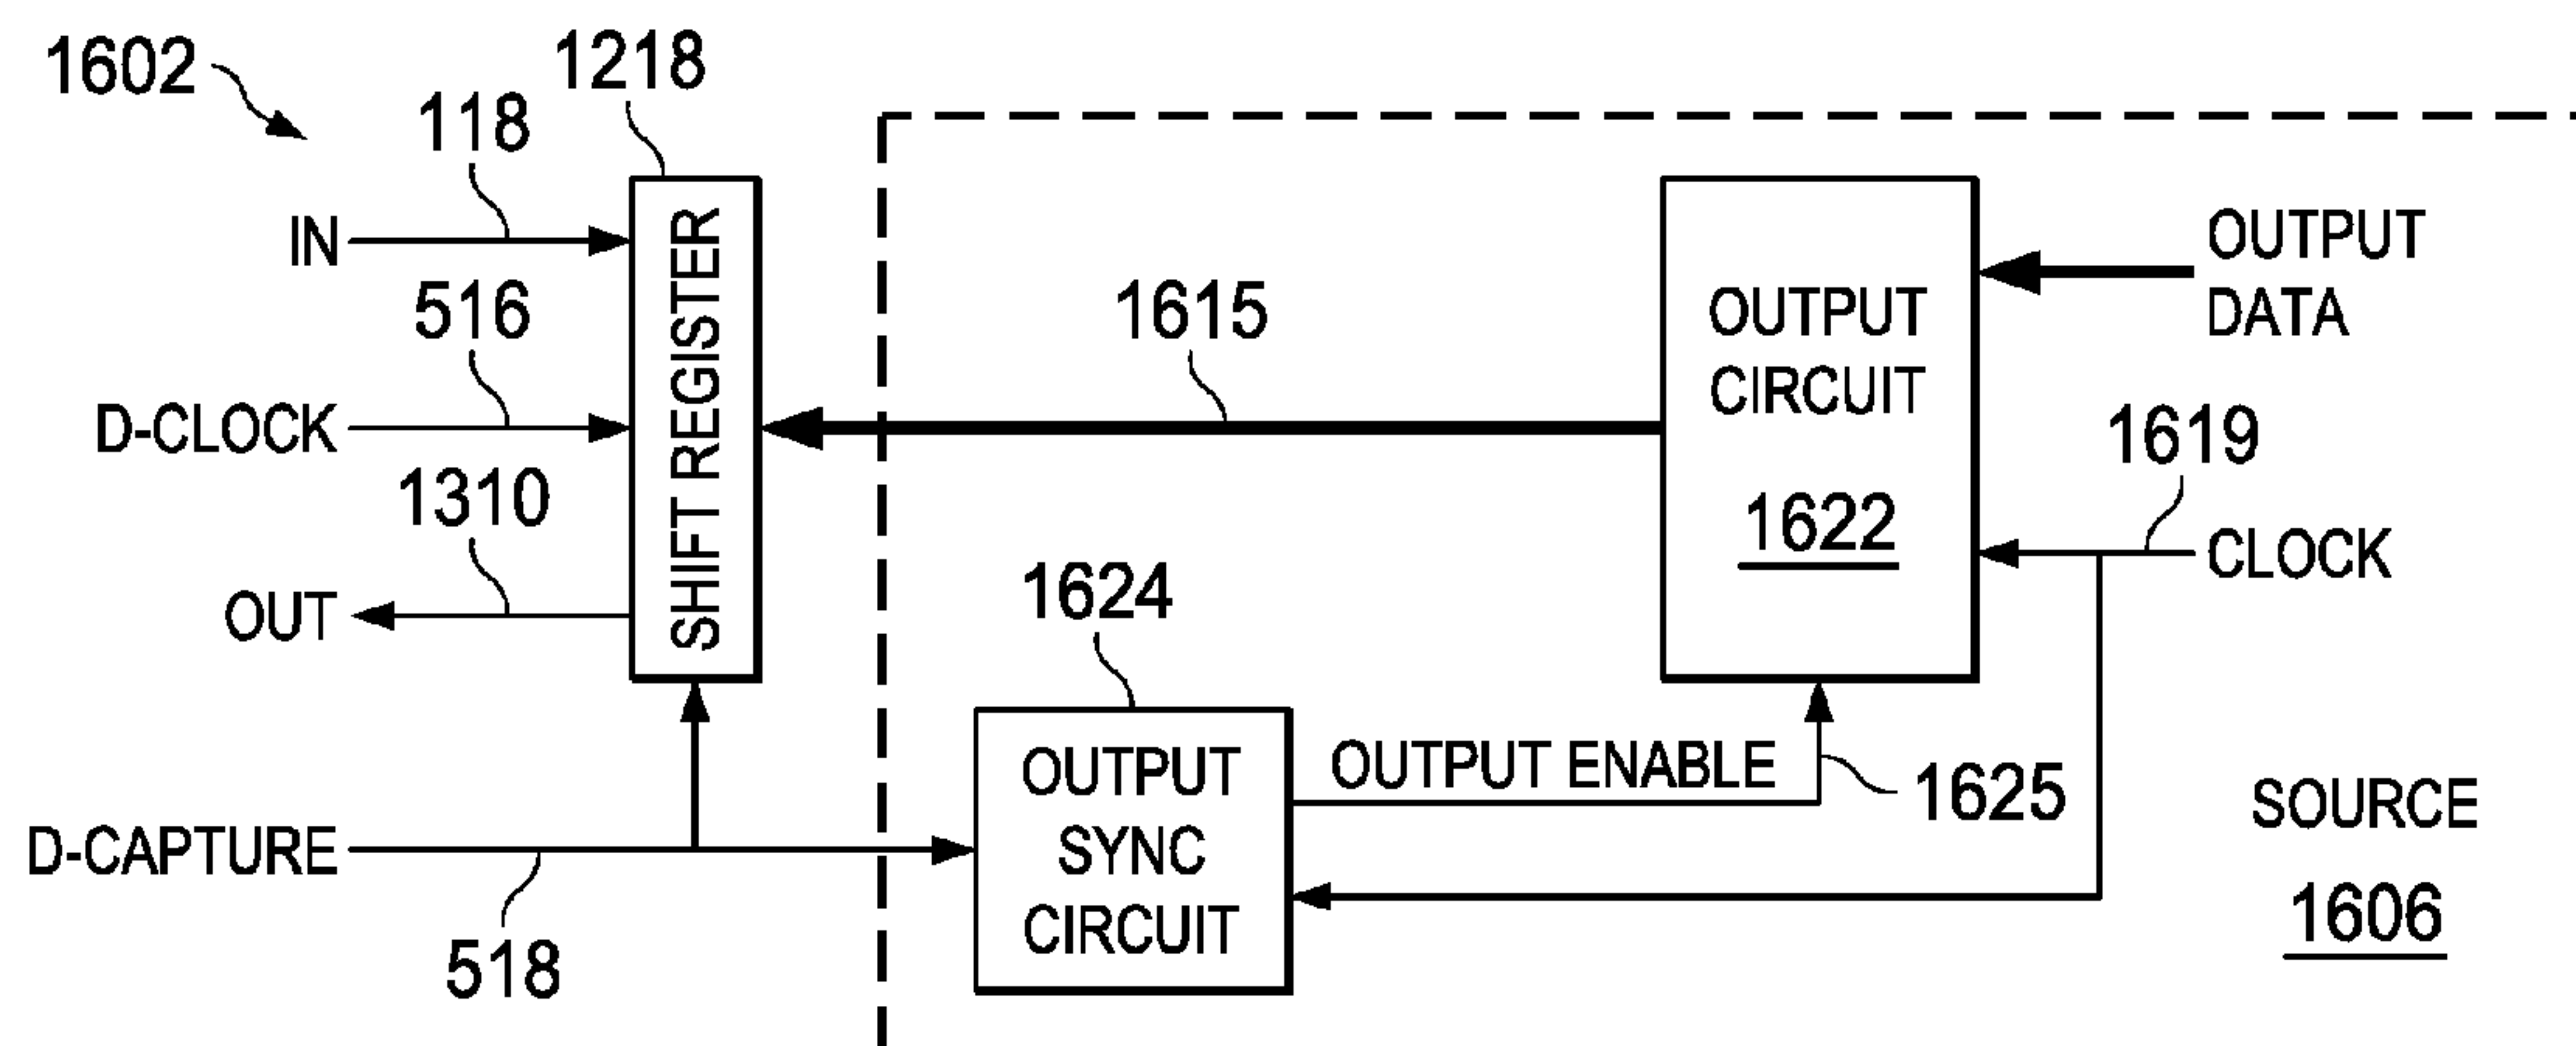 1602
1218
118
IN
516
D-CLOCK
1310
OUT
SHIFT REGISTER
D-CAPTURE
518
1615
OUTPUT
CIRCUIT
1622
OUTPUT
DATA
1619
CLOCK
1624
OUTPUT
SYNC
CIRCUIT
OUTPUT ENABLE
1625
SOURCE
1606